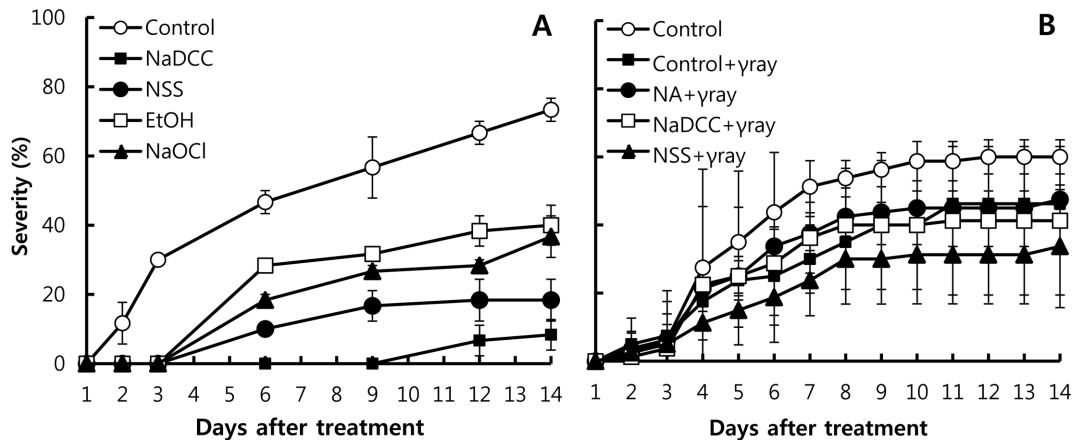 100
80
60
40
20
0
Severity (%)
Control
NaDCC
NSS
EtOH
NaOCl
A
1 2 3 4 5 6 7 8 9 10 11 12 13 14
Days after treatment
Control
Control+γray
NA+γray
NaDCC+γray
NSS+γray
B
1 2 3 4 5 6 7 8 9 10 11 12 13 14
Days after treatment